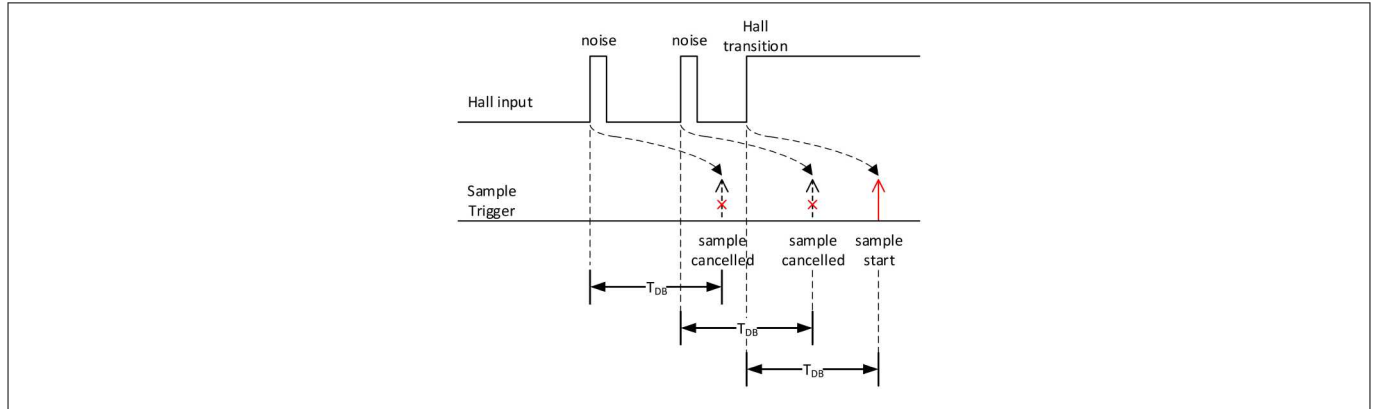 Hall
noise noise transition
Hall input
Sample
Trigger
sample sample sample
cancelled cancelled start
TDB
TDB
TDB